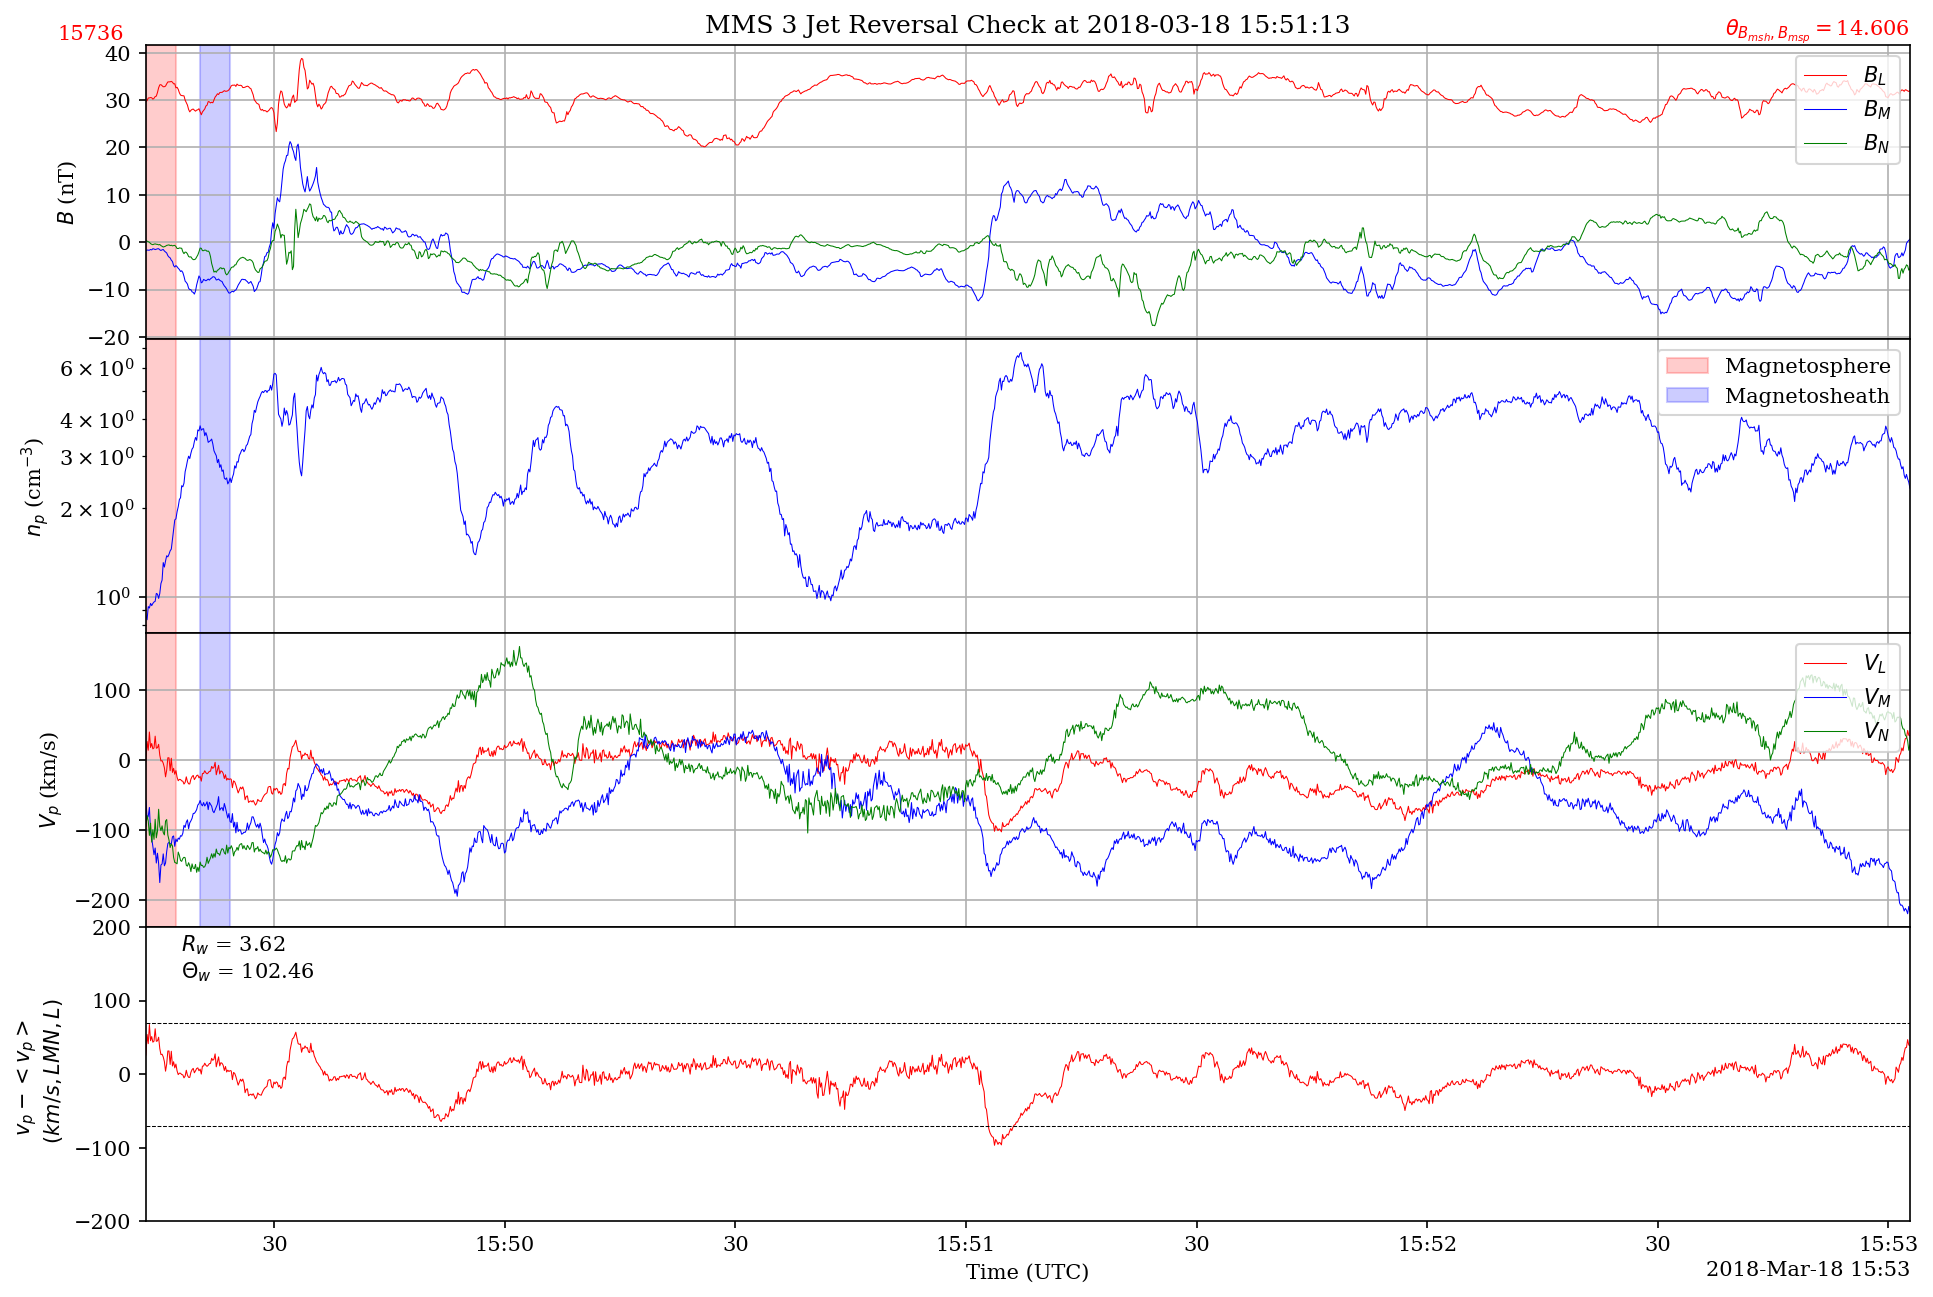 MMS 3 Jet Reversal Check at 2018-03-18 15:51:13
15736
θ_{B_{msh}, B_{msp}} = 14.606
40
30
20
10
0
−10
−20
B (nT)
B_L
B_M
B_N
6 × 10⁰
4 × 10⁰
3 × 10⁰
2 × 10⁰
10⁰
n_p (cm⁻³)
Magnetosphere
Magnetosheath
100
0
−100
−200
V_p (km/s)
V_L
V_M
V_N
200
100
0
−100
−200
v_p − < v_p >
(km/s, LMN, L)
R_w = 3.62
Θ_w = 102.46
30
15:50
30
15:51
30
15:52
30
15:53
Time (UTC)
2018-Mar-18 15:53